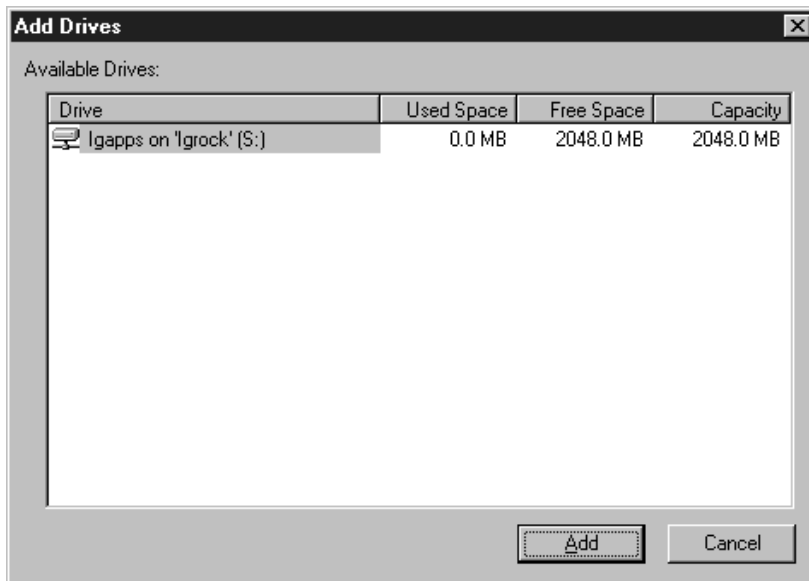 Add Drives
Available Drives:
Drive Used Space Free Space Capacity
lgapps on 'lgrock' (S:) 0.0 MB 2048.0 MB 2048.0 MB
Add Cancel